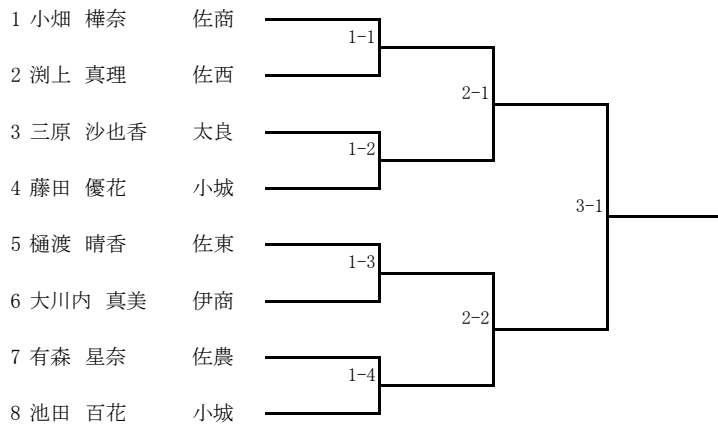 1 小畑 樺奈 佐商
1-1
2 渕上 真理 佐西
2-1
3 三原 沙也香 太良
1-2
4 藤田 優花 小城
3-1
5 樋渡 晴香 佐東
1-3
6 大川内 真美 伊商
2-2
7 有森 星奈 佐農
1-4
8 池田 百花 小城